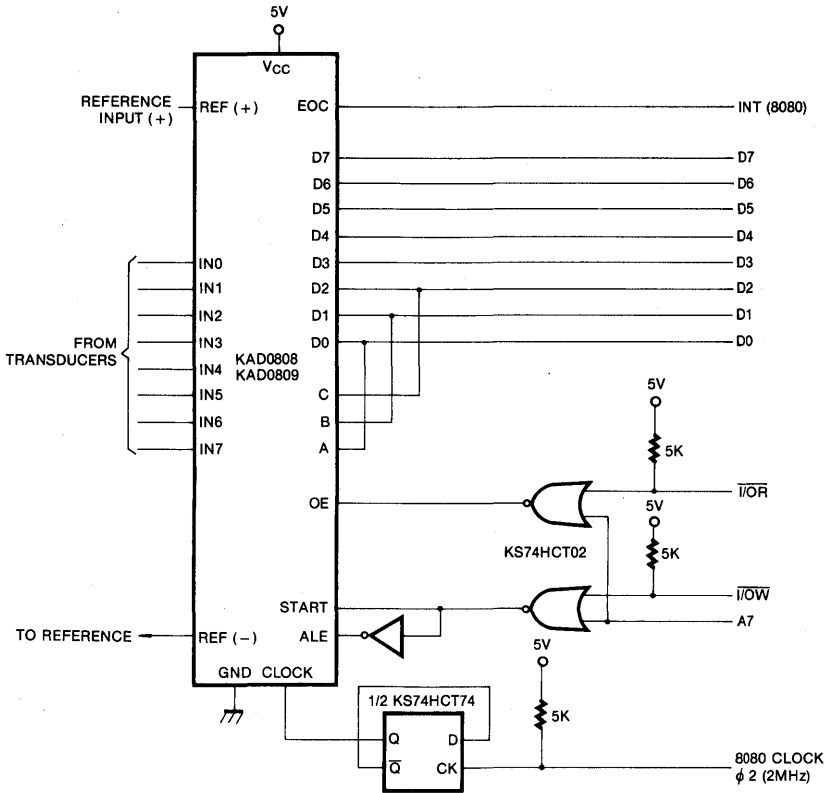 5V
VCC
REFERENCE
INPUT (+)
REF (+)
EOC
INT (8080)
D7
D7
D6
D6
D5
D5
D4
D4
D3
D3
IN0
D2
D2
IN1
D1
D1
IN2
D0
D0
IN3
FROM
TRANSDUCERS
KAD0808
KAD0809
IN4
IN5
C
IN6
B
IN7
A
5V
5K
OE
I/OR
5V
KS74HCT02
5K
START
I/OW
A7
TO REFERENCE
REF (−)
ALE
5V
GND
CLOCK
1/2 KS74HCT74
5K
Q
D
Q̅
CK
8080 CLOCK
ϕ 2 (2MHz)